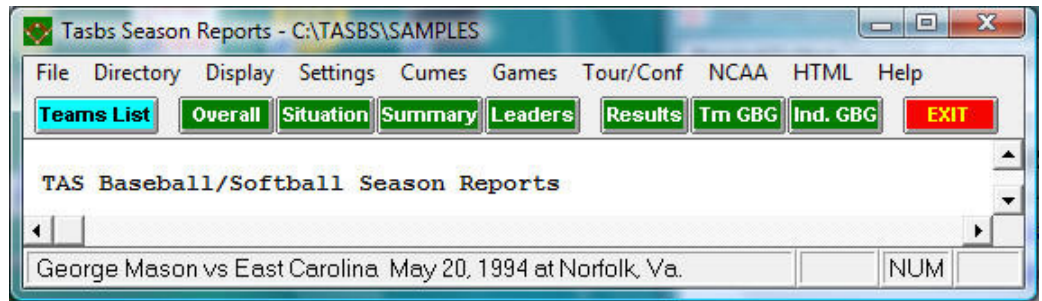 Tasbs Season Reports - C:\TASBS\SAMPLES
File Directory Display Settings Cumes Games Tour/Conf NCAA HTML Help
Teams List Overall Situation Summary Leaders Results Tm GBG Ind. GBG EXIT
TAS Baseball/Softball Season Reports
George Mason vs East Carolina May 20, 1994 at Norfolk, Va. NUM